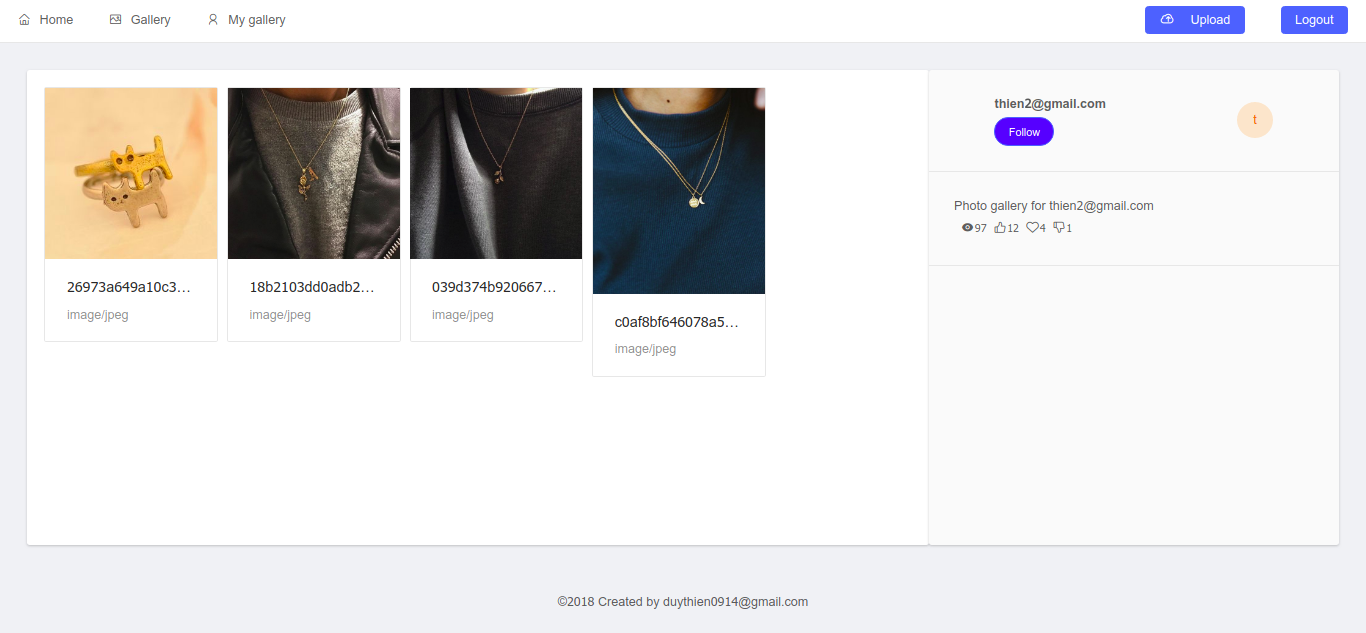 Home
Gallery
My gallery
Upload
Logout
26973a649a10c3...
image/jpeg
18b2103dd0adb2...
image/jpeg
039d374b920667...
image/jpeg
c0af8bf646078a5...
image/jpeg
thien2@gmail.com
Follow
t
Photo gallery for thien2@gmail.com
97 12 4 1
©2018 Created by duythien0914@gmail.com